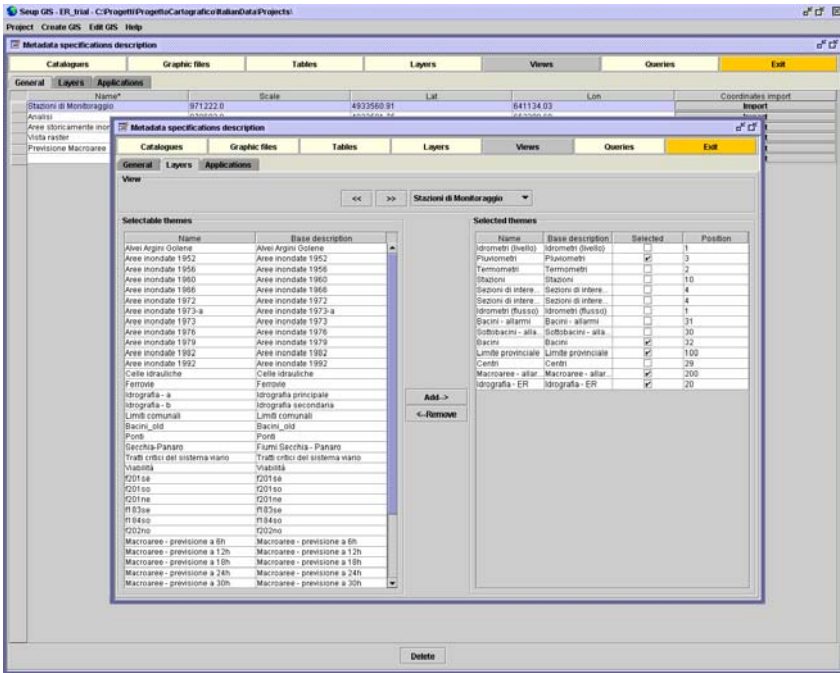 Seup GIS - ER_trial - C:\Progetti\ProgettoCartografico\ItalianData\Projects\
Project Create GIS Edit GIS Help
Metadata specifications description
Catalogues Graphic files Tables Layers Views Queries Exit
General Layers Applications
Name* Scale Lat Lon Coordinates import
Stazioni di Monitoraggio 971222.0 4933560.91 641134.03 Import
Analisi
Aree storicamente inon
Vista raster
Previsione Macroaree
Metadata specifications description
Catalogues Graphic files Tables Layers Views Queries Exit
General Layers Applications
View
<< >> Stazioni di Monitoraggio
Selectable themes
Name Base description
Alvei Argini Golene Alvei Argini Golene
Aree inondate 1952 Aree inondate 1952
Aree inondate 1956 Aree inondate 1956
Aree inondate 1960 Aree inondate 1960
Aree inondate 1966 Aree inondate 1966
Aree inondate 1972 Aree inondate 1972
Aree inondate 1973-a Aree inondate 1973-a
Aree inondate 1973 Aree inondate 1973
Aree inondate 1976 Aree inondate 1976
Aree inondate 1979 Aree inondate 1979
Aree inondate 1982 Aree inondate 1982
Aree inondate 1992 Aree inondate 1992
Celle idrauliche Celle idrauliche
Ferrovie Ferrovie
Idrografia - a Idrografia principale
Idrografia - b Idrografia secondaria
Limiti comunali Limiti comunali
Bacini_old Bacini_old
Ponti Ponti
Secchia-Panaro Fiumi Secchia - Panaro
Tratti critici del sistema viario Tratti critici del sistema viario
Viabilità Viabilità
f201se f201se
f201so f201so
f201ne f201ne
f183se f183se
f184so f184so
f202no f202no
Macroaree - previsione a 6h Macroaree - previsione a 6h
Macroaree - previsione a 12h Macroaree - previsione a 12h
Macroaree - previsione a 18h Macroaree - previsione a 18h
Macroaree - previsione a 24h Macroaree - previsione a 24h
Macroaree - previsione a 30h Macroaree - previsione a 30h
Add-->
<--Remove
Selected themes
Name Base description Selected Position
Idrometri (livello) Idrometri (livello) 1
Pluviometri Pluviometri 3
Termometri Termometri 2
Stazioni Stazioni 10
Sezioni di intere... Sezioni di intere... 4
Sezioni di intere... Sezioni di intere... 4
Idrometri (flusso) Idrometri (flusso) 1
Bacini - allarmi Bacini - allarmi 31
Sottobacini - alla... Sottobacini - alla... 30
Bacini Bacini 32
Limite provinciale Limite provinciale 100
Centri Centri 29
Macroaree - allar... Macroaree - allar... 200
Idrografia - ER Idrografia - ER 20
Delete